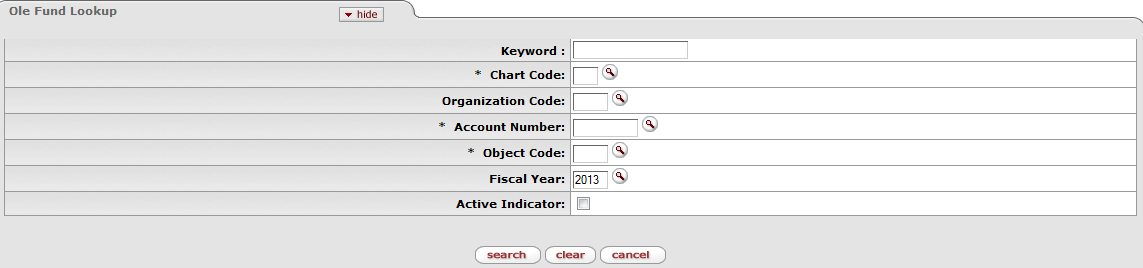 Ole Fund Lookup
hide
Keyword :
* Chart Code:
Organization Code:
* Account Number:
* Object Code:
Fiscal Year: 2013
Active Indicator:
search clear cancel